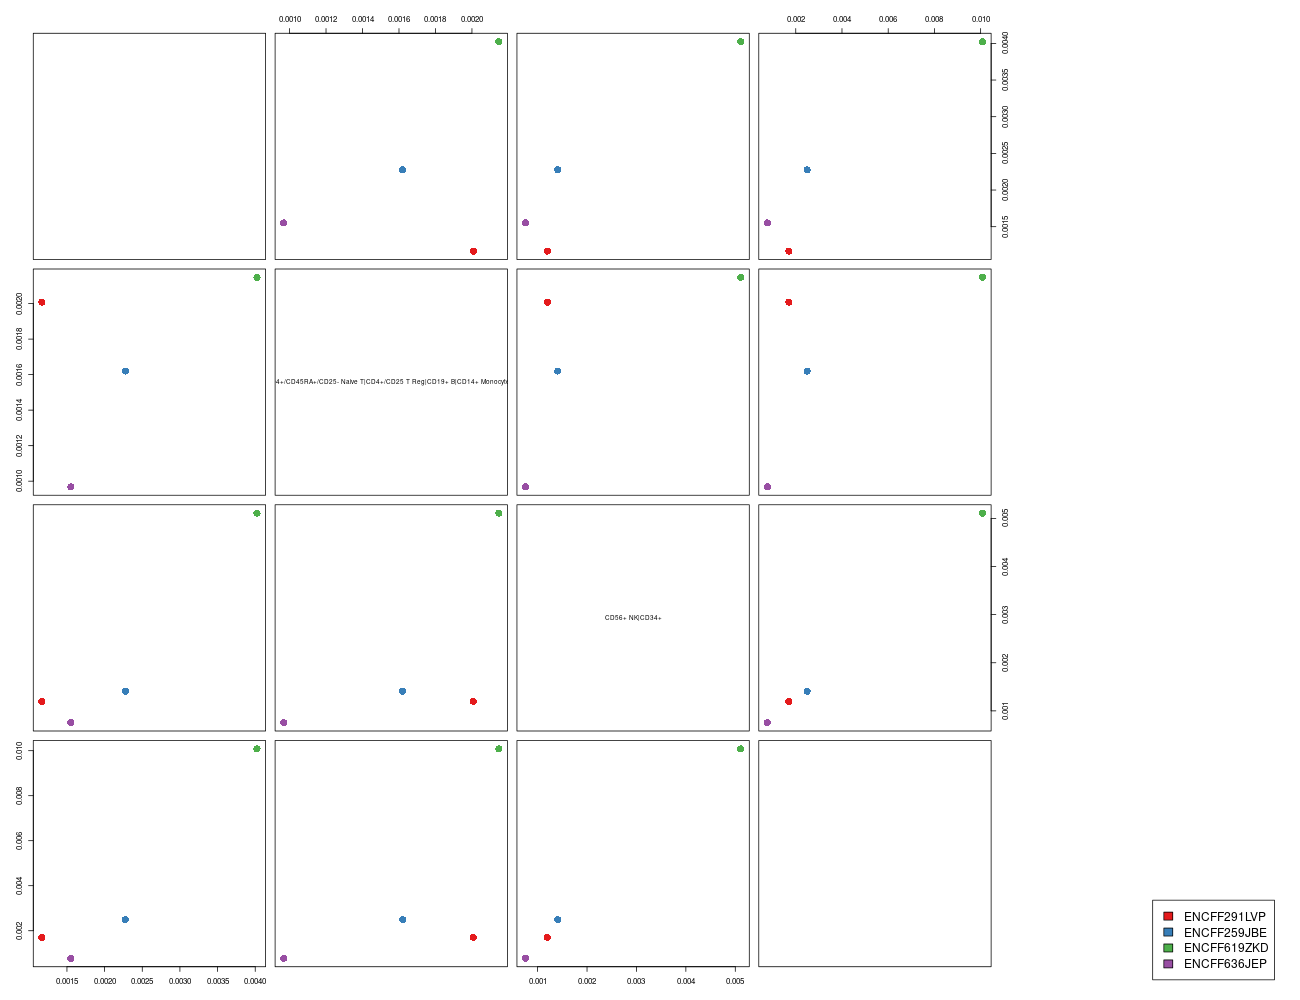 0.0010 0.0012 0.0014 0.0016 0.0018 0.0020
0.002 0.004 0.006 0.008 0.010
0.0015 0.0020 0.0025 0.0030 0.0035 0.0040
0.0010 0.0012 0.0014 0.0016 0.0018 0.0020
4+/CD45RA+/CD25- Naive T|CD4+/CD25 T Reg|CD19+ B|CD14+ Monocyte
CD56+ NK|CD34+
0.001 0.002 0.003 0.004 0.005
0.002 0.004 0.006 0.008 0.010
0.0015 0.0020 0.0025 0.0030 0.0035 0.0040
0.001 0.002 0.003 0.004 0.005
ENCFF291LVP
ENCFF259JBE
ENCFF619ZKD
ENCFF636JEP